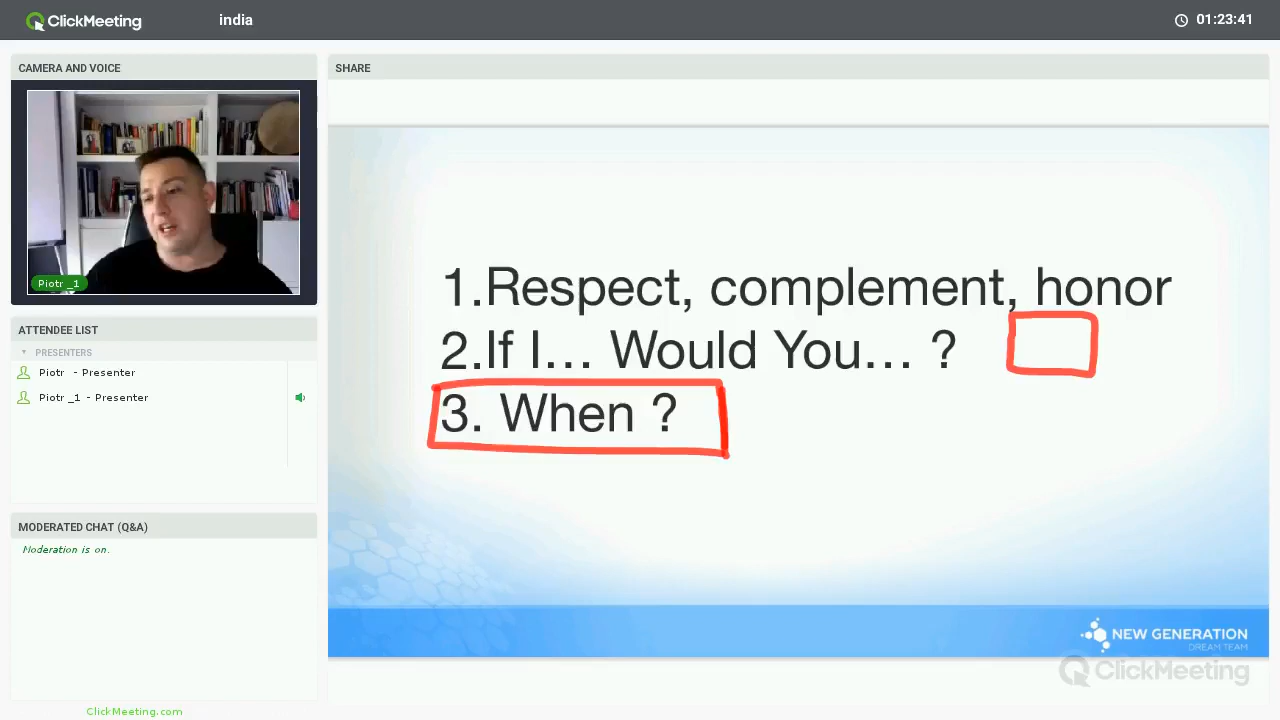 ClickMeeting
india
01:23:41
CAMERA AND VOICE
Piotr _1
ATTENDEE LIST
PRESENTERS
Piotr - Presenter
Piotr _1 - Presenter
MODERATED CHAT (Q&A)
Moderation is on.
ClickMeeting.com
SHARE
1.Respect, complement, honor
2.If I... Would You... ?
3. When ?
NEW GENERATION
DREAM TEAM
ClickMeeting